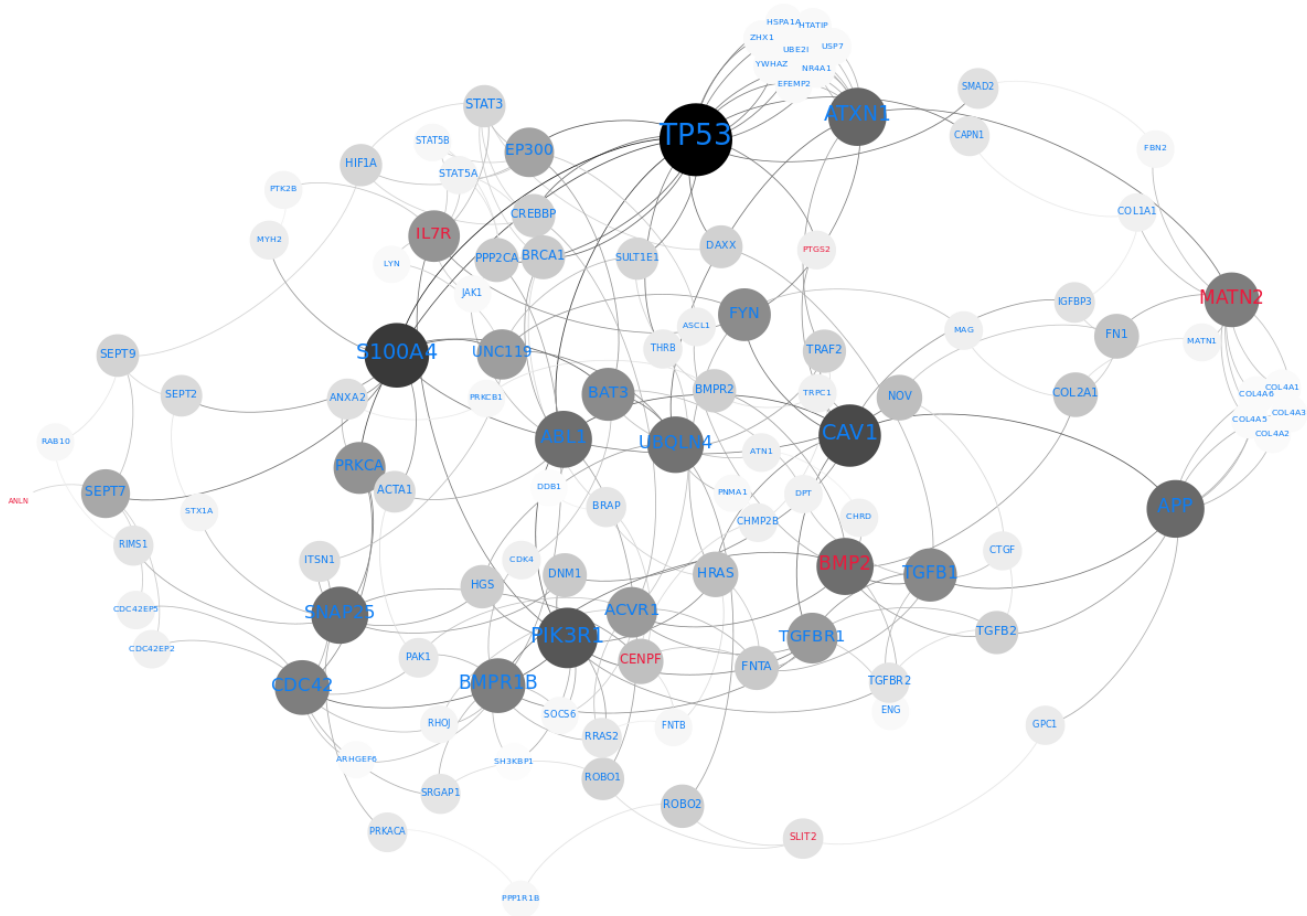 HSPA1A
HTATIP
ZHX1
UBE2I
USP7
YWHAZ
NR4A1
EFEMP2
SMAD2
STAT3
ATXN1
TP53
CAPN1
STAT5B
EP300
FBN2
HIF1A
STAT5A
PTK2B
CREBBP
COL1A1
MYH2
IL7R
DAXX
PTGS2
BRCA1
PPP2CA
SULT1E1
LYN
JAK1
MATN2
IGFBP3
FYN
ASCL1
MAG
FN1
MATN1
SEPT9
S100A4
UNC119
THRB
TRAF2
SEPT2
ANXA2
PRKCB1
BAT3
BMPR2
TRPC1
NOV
COL2A1
COL4A1
COL4A6
COL4A3
COL4A5
COL4A2
RAB10
ABL1
UBQLN4
CAV1
ATN1
PRKCA
ACTA1
DDB1
PNMA1
DPT
SEPT7
ANLN
STX1A
BRAP
CHMP2B
CHRD
APP
RIMS1
ITSN1
CDK4
CTGF
HGS
DNM1
HRAS
BMP2
TGFB1
CDC42EP5
SNAP25
ACVR1
PIK3R1
TGFBR1
TGFB2
CDC42EP2
PAK1
CENPF
FNTA
TGFBR2
CDC42
BMPR1B
ENG
RHOJ
SOCS6
FNTB
GPC1
RRAS2
ARHGEF6
SH3KBP1
ROBO1
SRGAP1
ROBO2
PRKACA
SLIT2
PPP1R1B